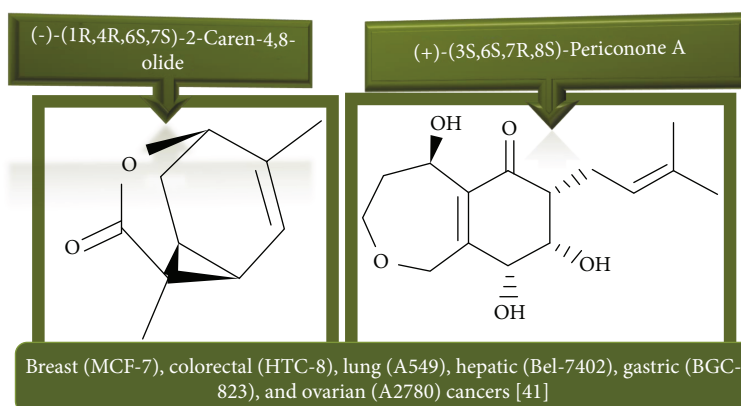 (-)-(1R,4R,6S,7S)-2-Caren-4,8-
olide
(+)-(3S,6S,7R,8S)-Periconone A
O
O
OH
O
O
OH
OH
Breast (MCF-7), colorectal (HTC-8), lung (A549), hepatic (Bel-7402), gastric (BGC-
823), and ovarian (A2780) cancers [41]